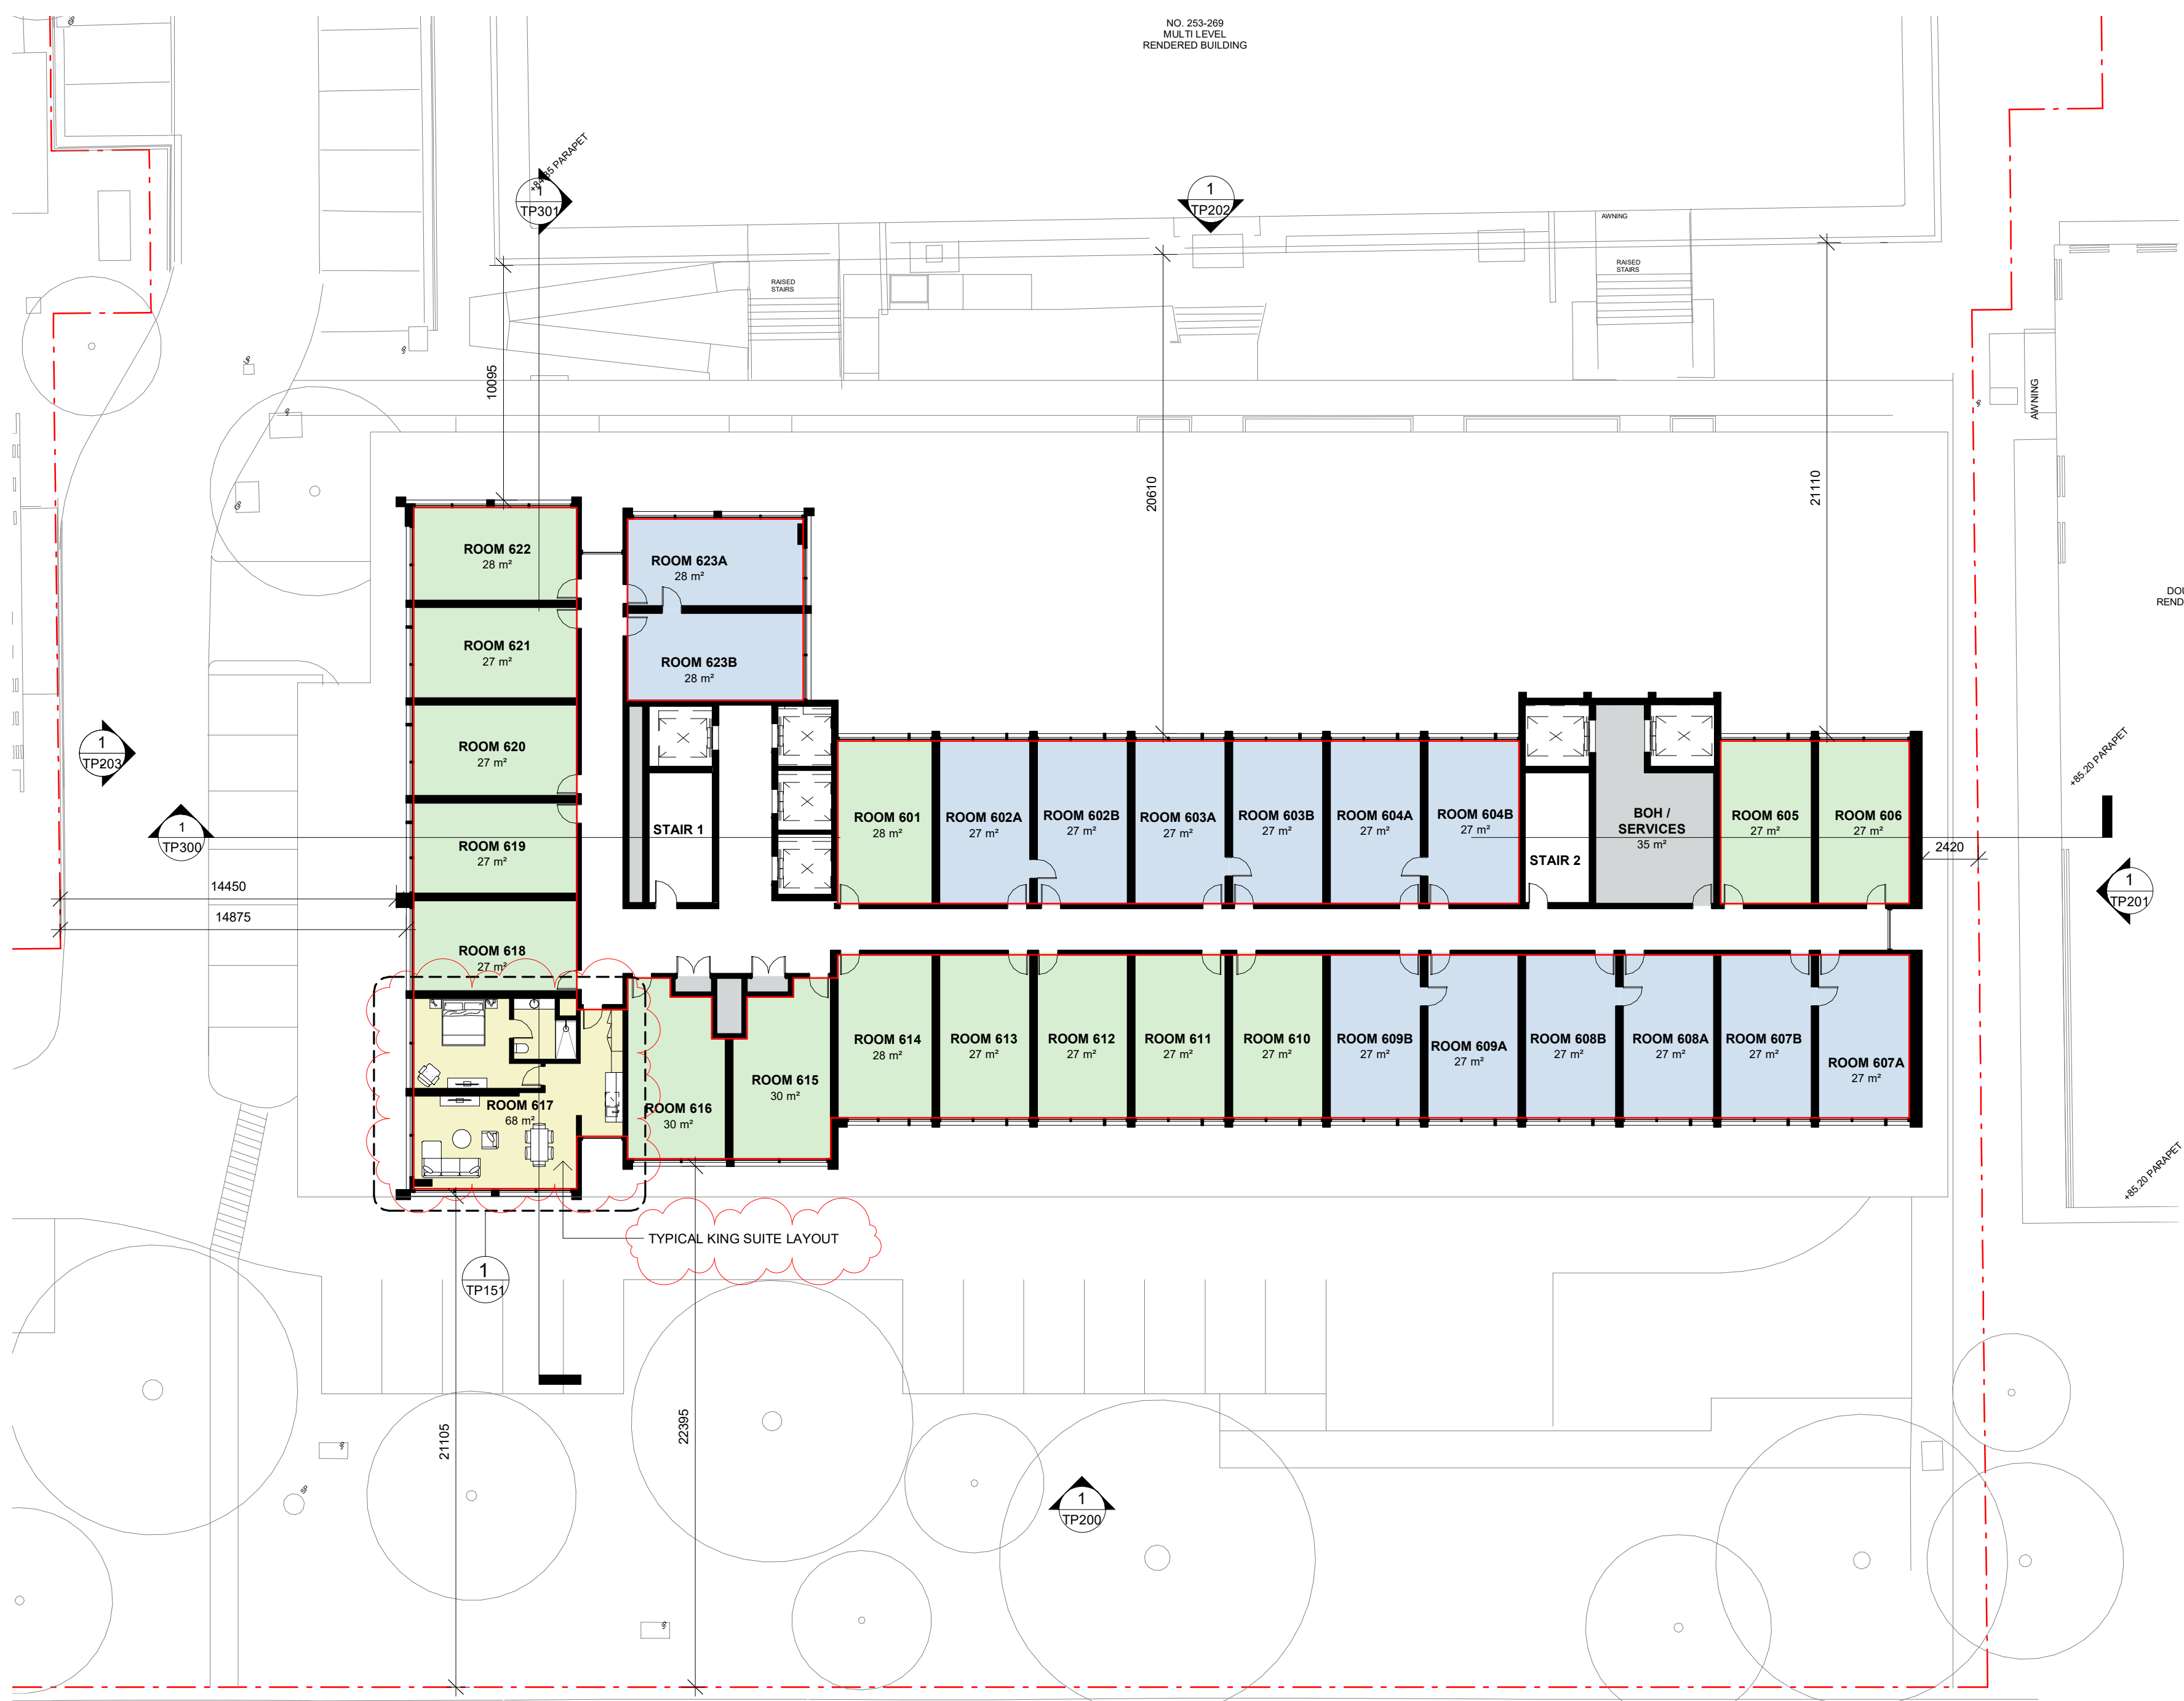 NO. 253-269
MULTI LEVEL
RENDERED BUILDING
+84.85 PARAPET
1
TP301
1
TP202
AWNING
RAISED
STAIRS
RAISED
STAIRS
10095
20610
21110
AWNING
ROOM 622
28 m²
ROOM 623A
28 m²
ROOM 621
27 m²
ROOM 623B
28 m²
ROOM 620
27 m²
1
TP203
+85.20 PARAPET
ROOM 601
28 m²
ROOM 602A
27 m²
ROOM 602B
27 m²
ROOM 603A
27 m²
ROOM 603B
27 m²
ROOM 604A
27 m²
ROOM 604B
27 m²
BOH /
SERVICES
35 m²
ROOM 605
27 m²
ROOM 606
27 m²
STAIR 1
STAIR 2
1
TP300
ROOM 619
27 m²
2420
14450
14875
1
TP201
ROOM 618
27 m²
ROOM 614
28 m²
ROOM 613
27 m²
ROOM 612
27 m²
ROOM 611
27 m²
ROOM 610
27 m²
ROOM 609B
27 m²
ROOM 609A
27 m²
ROOM 608B
27 m²
ROOM 608A
27 m²
ROOM 607B
27 m²
ROOM 607A
27 m²
ROOM 617
68 m²
ROOM 616
30 m²
ROOM 615
30 m²
+85.20 PARAPET
TYPICAL KING SUITE LAYOUT
1
TP151
21105
22395
1
TP200